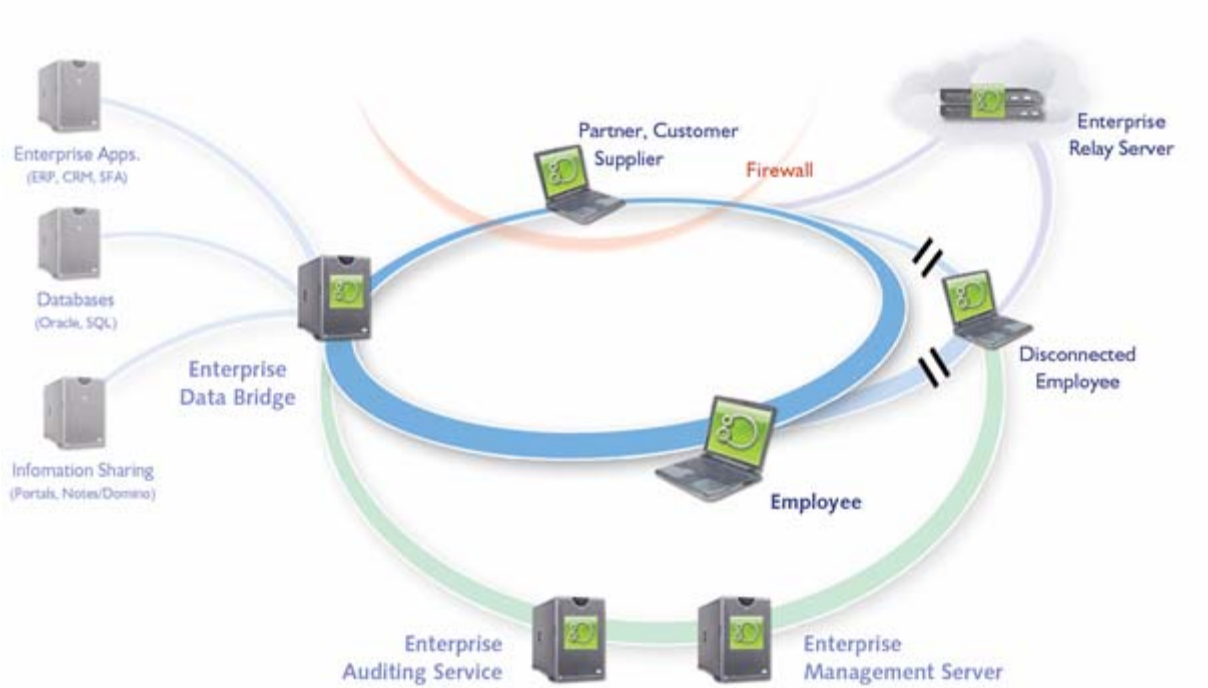 Enterprise Apps.
(ERP, CRM, SFA)
Databases
(Oracle, SQL)
Infomation Sharing
(Portals, Notes/Domino)
Enterprise
Data Bridge
Partner, Customer
Supplier
Firewall
Enterprise
Relay Server
Disconnected
Employee
Employee
Enterprise
Auditing Service
Enterprise
Management Server